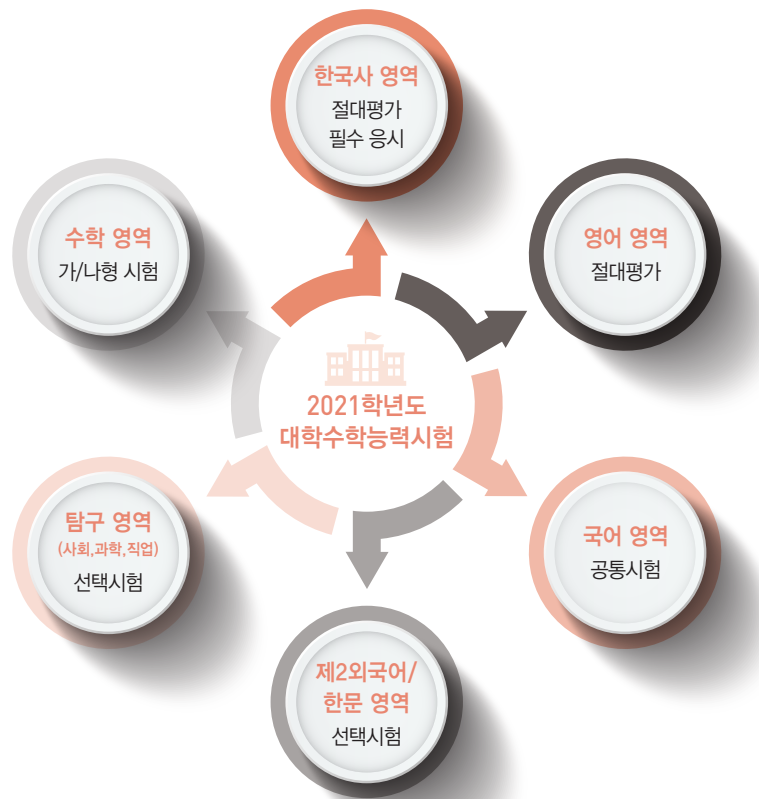 한국사 영역
절대평가
필수 응시
수학 영역
가/나형 시험
영어 영역
절대평가
2021학년도
대학수학능력시험
탐구 영역
(사회,과학,직업)
선택시험
국어 영역
공통시험
제2외국어/
한문 영역
선택시험